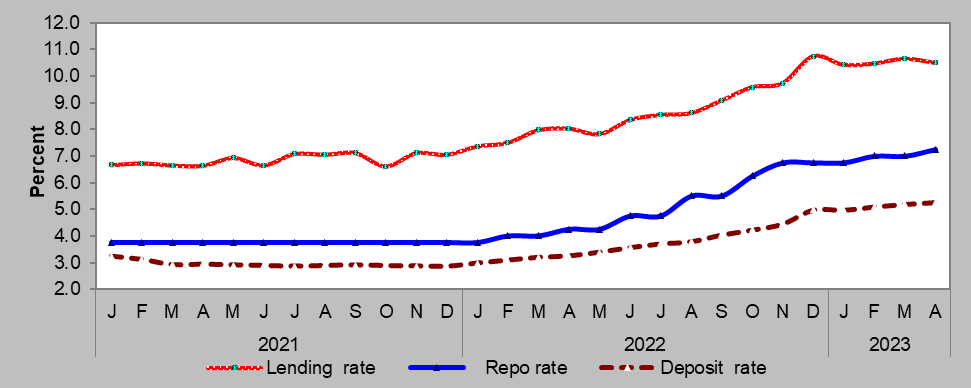 12.0
11.0
10.0
9.0
8.0
7.0
6.0
5.0
4.0
3.0
2.0
Percent
J F M A M J J A S O N D J F M A M J J A S O N D J F M A
2021 2022 2023
Lending rate Repo rate Deposit rate